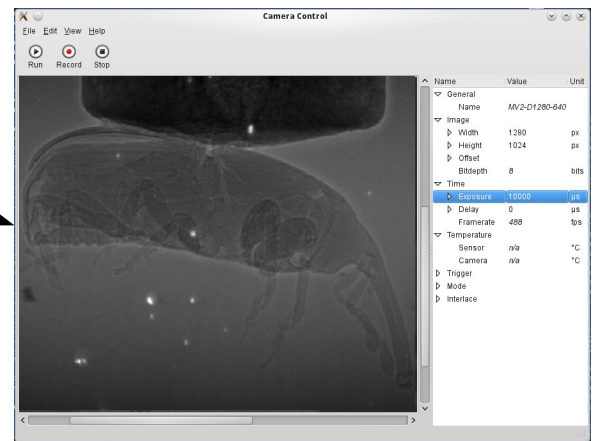 Camera Control
File Edit View Help
Run Record Stop
Name Value Unit
General
Name MV2-D1280-640
Image
Width 1280 px
Height 1024 px
Offset
Bitdepth 8 bits
Time
Exposure 10000 µs
Delay 0 µs
Framerate 488 fps
Temperature
Sensor n/a °C
Camera n/a °C
Trigger
Mode
Interlace